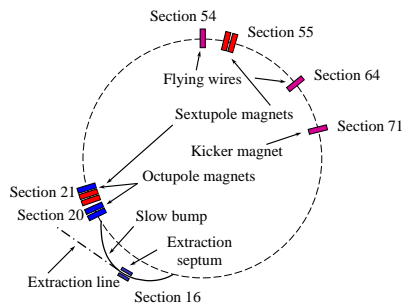 Section 54
Section 55
Flying wires
Section 64
Sextupole magnets
Section 71
Kicker magnet
Section 21
Octupole magnets
Section 20
Slow bump
Extraction
septum
Extraction line
Section 16